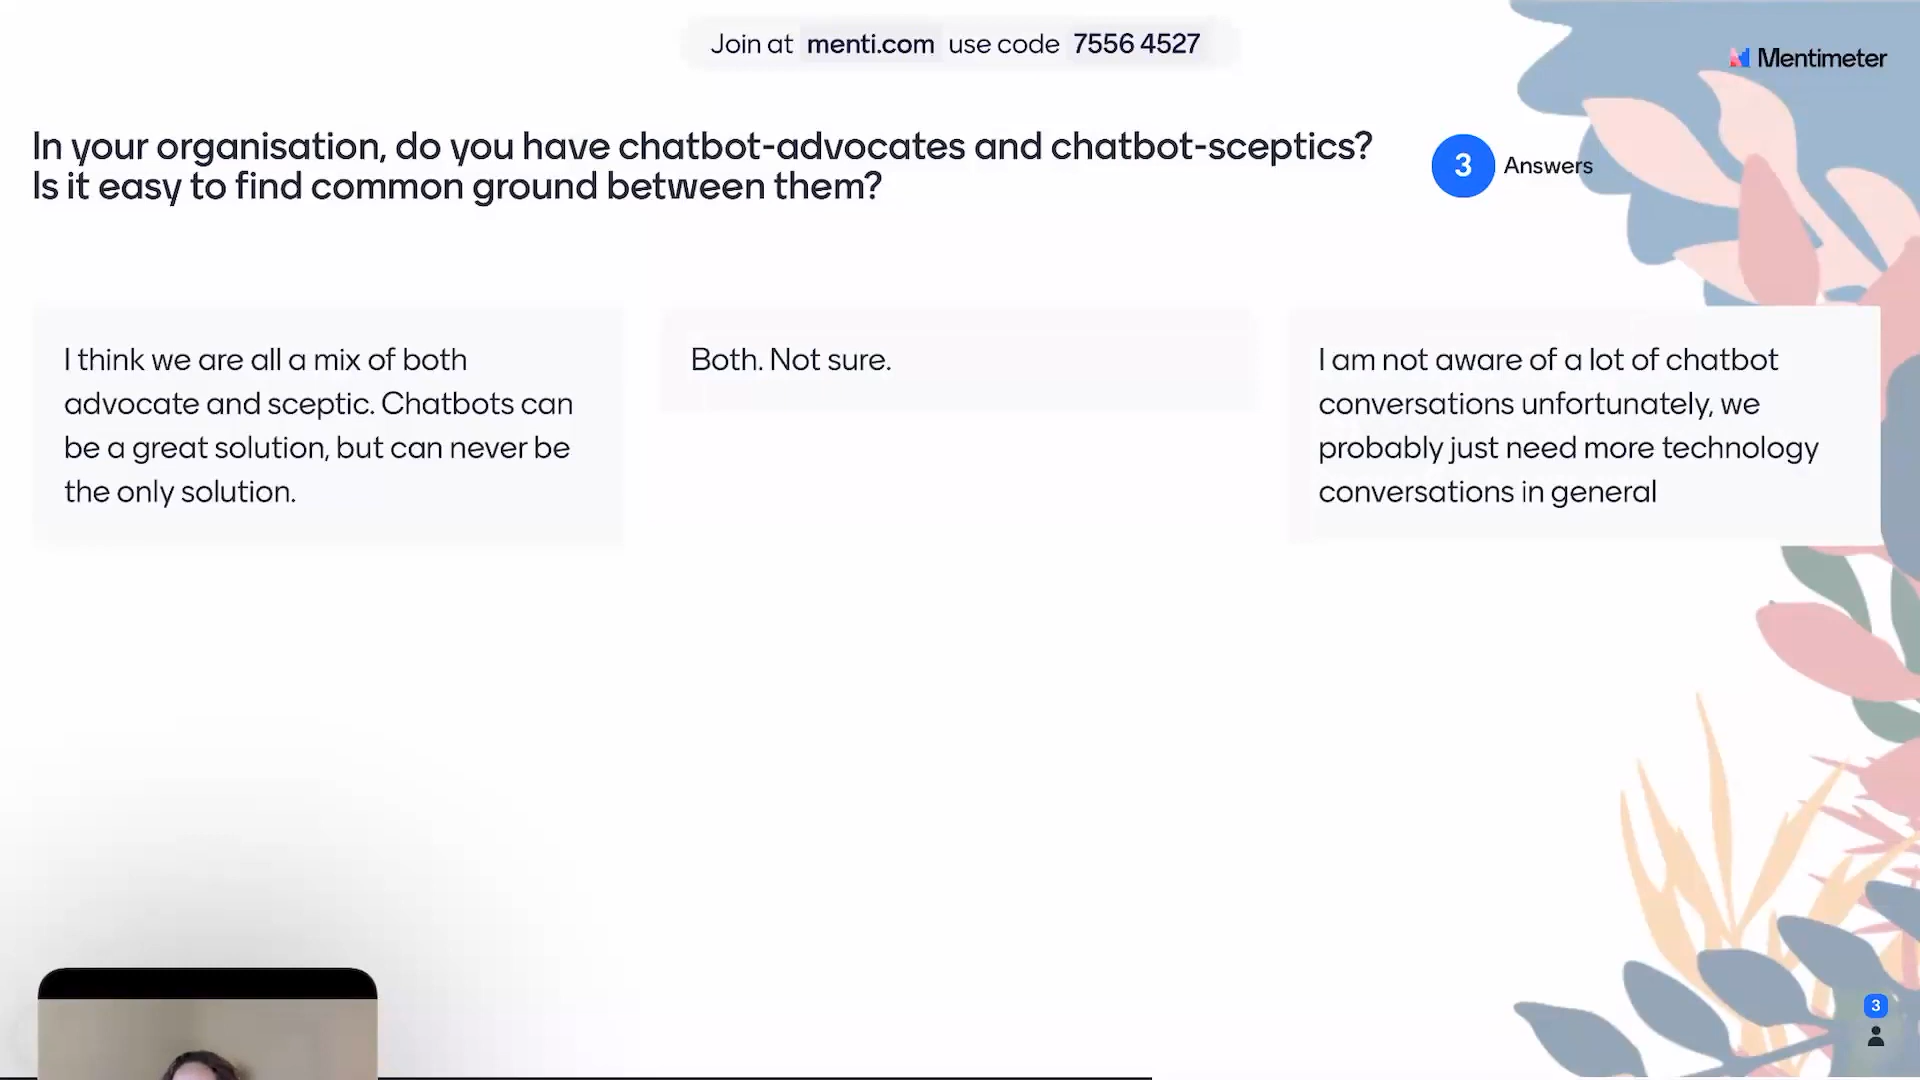 Join at menti.com use code 7556 4527
Mentimeter
In your organisation, do you have chatbot-advocates and chatbot-sceptics?
Is it easy to find common ground between them?
3 Answers
I think we are all a mix of both
advocate and sceptic. Chatbots can
be a great solution, but can never be
the only solution.
Both. Not sure.
I am not aware of a lot of chatbot
conversations unfortunately, we
probably just need more technology
conversations in general
3